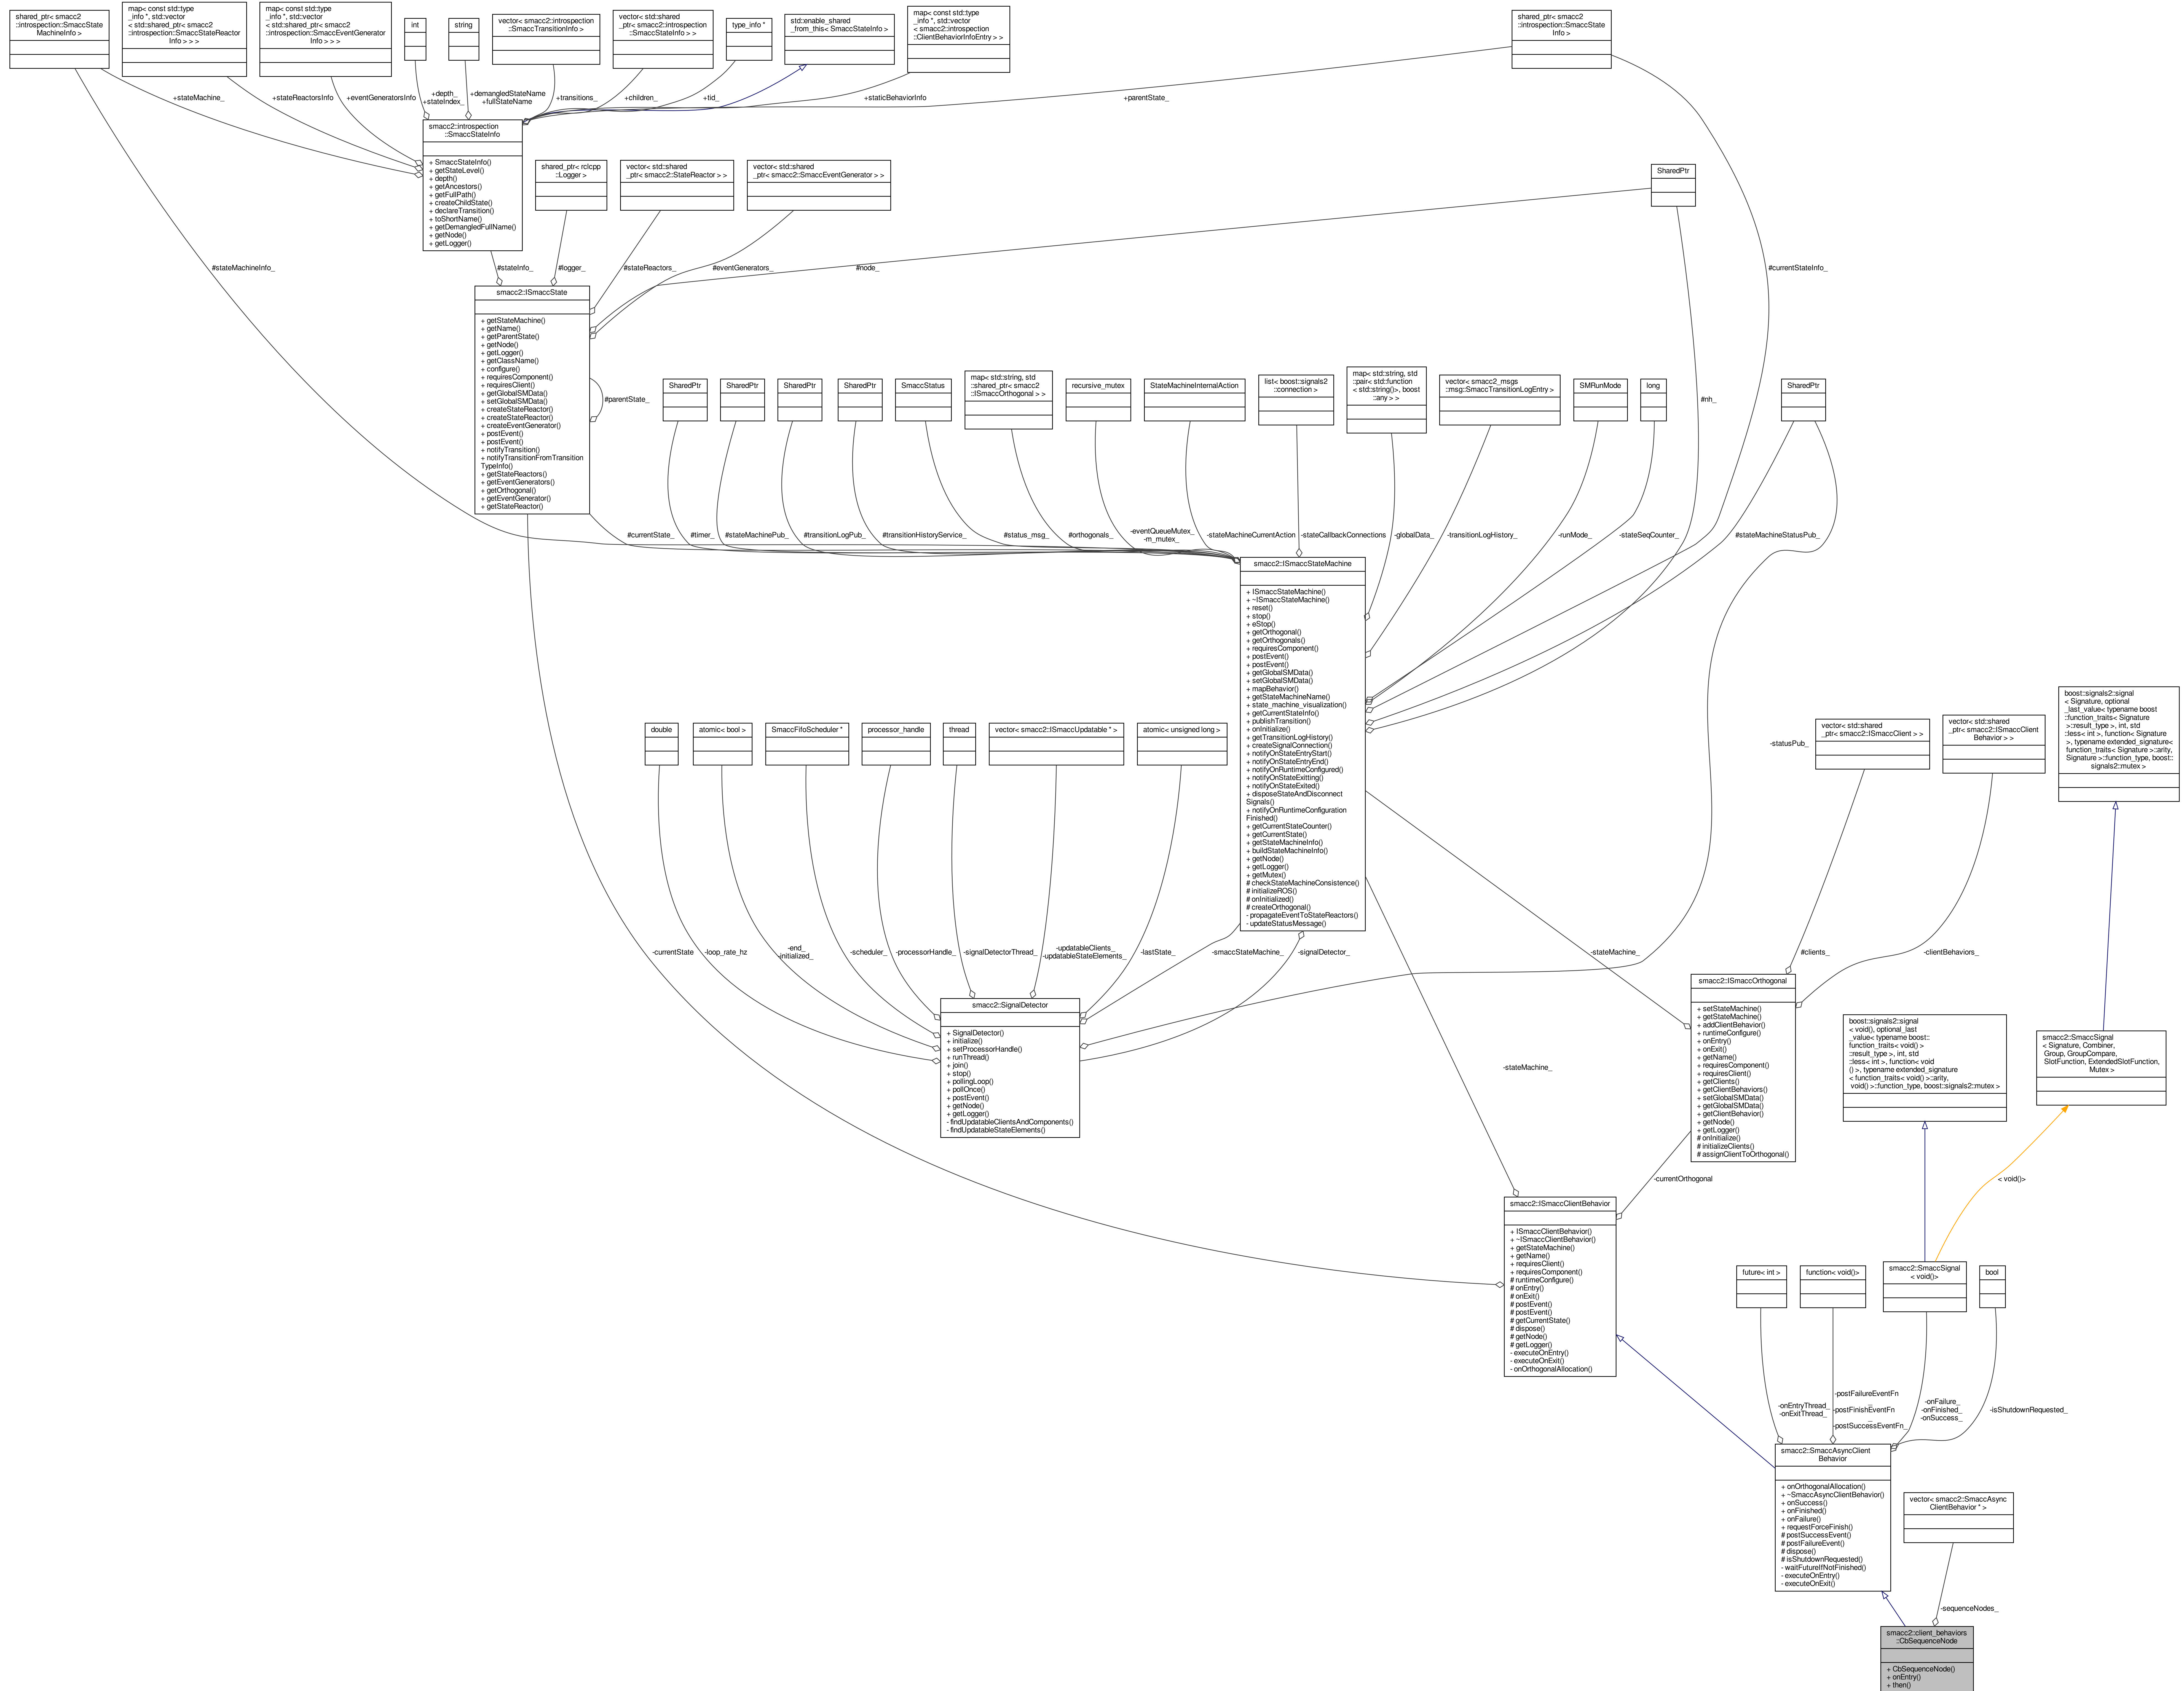 shared_ptr< smacc2
::introspection::SmaccState
MachineInfo >
map< const std::type
_info *, std::vector
< std::shared_ptr< smacc2
::introspection::SmaccStateReactor
Info > > >
map< const std::type
_info *, std::vector
< std::shared_ptr< smacc2
::introspection::SmaccEventGenerator
Info > > >
int
string
vector< smacc2::introspection
::SmaccTransitionInfo >
vector< std::shared
_ptr< smacc2::introspection
::SmaccStateInfo > >
type_info *
std::enable_shared
_from_this< SmaccStateInfo >
map< const std::type
_info *, std::vector
< smacc2::introspection
::ClientBehaviorInfoEntry > >
shared_ptr< smacc2
::introspection::SmaccState
Info >
+stateMachine_
+stateReactorsInfo
+eventGeneratorsInfo
+depth_
+stateIndex_
+demangledStateName
+fullStateName
+transitions_
+children_
+tid_
+staticBehaviorInfo
+parentState_
smacc2::introspection
::SmaccStateInfo
+ SmaccStateInfo()
+ getStateLevel()
+ depth()
+ getAncestors()
+ getFullPath()
+ createChildState()
+ declareTransition()
+ toShortName()
+ getDemangledFullName()
+ getNode()
+ getLogger()
shared_ptr< rclcpp
::Logger >
vector< std::shared
_ptr< smacc2::StateReactor > >
vector< std::shared
_ptr< smacc2::SmaccEventGenerator > >
SharedPtr
#stateMachineInfo_
#stateInfo_
#logger_
#stateReactors_
#eventGenerators_
#node_
#currentStateInfo_
smacc2::ISmaccState
+ getStateMachine()
+ getName()
+ getParentState()
+ getNode()
+ getLogger()
+ getClassName()
+ configure()
+ requiresComponent()
+ requiresClient()
+ getGlobalSMData()
+ setGlobalSMData()
+ createStateReactor()
+ createStateReactor()
+ createEventGenerator()
+ postEvent()
+ postEvent()
+ notifyTransition()
+ notifyTransitionFromTransition
TypeInfo()
+ getStateReactors()
+ getEventGenerators()
+ getOrthogonal()
+ getEventGenerator()
+ getStateReactor()
#parentState_
SharedPtr
SharedPtr
SharedPtr
SharedPtr
SmaccStatus
map< std::string, std
::shared_ptr< smacc2
::ISmaccOrthogonal > >
recursive_mutex
StateMachineInternalAction
list< boost::signals2
::connection >
map< std::string, std
::pair< std::function
< std::string()>, boost
::any > >
vector< smacc2_msgs
::msg::SmaccTransitionLogEntry >
SMRunMode
long
#nh_
SharedPtr
#currentState_
#timer_
#stateMachinePub_
#transitionLogPub_
#transitionHistoryService_
#status_msg_
#orthogonals_
-eventQueueMutex_
-m_mutex_
-stateMachineCurrentAction
-stateCallbackConnections
-globalData_
-transitionLogHistory_
-runMode_
-stateSeqCounter_
#stateMachineStatusPub_
smacc2::ISmaccStateMachine
+ ISmaccStateMachine()
+ ~ISmaccStateMachine()
+ reset()
+ stop()
+ eStop()
+ getOrthogonal()
+ getOrthogonals()
+ requiresComponent()
+ postEvent()
+ postEvent()
+ getGlobalSMData()
+ setGlobalSMData()
+ mapBehavior()
+ getStateMachineName()
+ state_machine_visualization()
+ getCurrentStateInfo()
+ publishTransition()
+ onInitialize()
+ getTransitionLogHistory()
+ createSignalConnection()
+ notifyOnStateEntryStart()
+ notifyOnStateEntryEnd()
+ notifyOnRuntimeConfigured()
+ notifyOnStateExitting()
+ notifyOnStateExited()
+ disposeStateAndDisconnect
Signals()
+ notifyOnRuntimeConfiguration
Finished()
+ getCurrentStateCounter()
+ getCurrentState()
+ getStateMachineInfo()
+ buildStateMachineInfo()
+ getNode()
+ getLogger()
+ getMutex()
# checkStateMachineConsistence()
# initializeROS()
# onInitialized()
# createOrthogonal()
- propagateEventToStateReactors()
- updateStatusMessage()
double
atomic< bool >
SmaccFifoScheduler *
processor_handle
thread
vector< smacc2::ISmaccUpdatable * >
atomic< unsigned long >
-statusPub_
vector< std::shared
_ptr< smacc2::ISmaccClient > >
vector< std::shared
_ptr< smacc2::ISmaccClient
Behavior > >
boost::signals2::signal
< Signature, optional
_last_value< typename boost
::function_traits< Signature
>::result_type >, int, std
::less< int >, function< Signature
>, typename extended_signature<
function_traits< Signature >::arity,
Signature >::function_type, boost::
signals2::mutex >
-currentState
-loop_rate_hz
-end_
-initialized_
-scheduler_
-processorHandle_
-signalDetectorThread_
-updatableClients_
-updatableStateElements_
-lastState_
-smaccStateMachine_
-signalDetector_
-stateMachine_
#clients_
-clientBehaviors_
smacc2::SignalDetector
+ SignalDetector()
+ initialize()
+ setProcessorHandle()
+ runThread()
+ join()
+ stop()
+ pollingLoop()
+ pollOnce()
+ postEvent()
+ getNode()
+ getLogger()
- findUpdatableClientsAndComponents()
- findUpdatableStateElements()
smacc2::ISmaccOrthogonal
+ setStateMachine()
+ getStateMachine()
+ addClientBehavior()
+ runtimeConfigure()
+ onEntry()
+ onExit()
+ getName()
+ requiresComponent()
+ requiresClient()
+ getClients()
+ getClientBehaviors()
+ setGlobalSMData()
+ getGlobalSMData()
+ getClientBehavior()
+ getNode()
+ getLogger()
# onInitialize()
# initializeClients()
# assignClientToOrthogonal()
boost::signals2::signal
< void(), optional_last
_value< typename boost::
function_traits< void() >
::result_type >, int, std
::less< int >, function< void
() >, typename extended_signature
< function_traits< void() >::arity,
void() >::function_type, boost::signals2::mutex >
smacc2::SmaccSignal
< Signature, Combiner,
Group, GroupCompare,
SlotFunction, ExtendedSlotFunction,
Mutex >
-stateMachine_
-currentOrthogonal
< void()>
smacc2::ISmaccClientBehavior
+ ISmaccClientBehavior()
+ ~ISmaccClientBehavior()
+ getStateMachine()
+ getName()
+ requiresClient()
+ requiresComponent()
# runtimeConfigure()
# onEntry()
# onExit()
# postEvent()
# postEvent()
# getCurrentState()
# dispose()
# getNode()
# getLogger()
- executeOnEntry()
- executeOnExit()
- onOrthogonalAllocation()
future< int >
function< void()>
smacc2::SmaccSignal
< void()>
bool
-onEntryThread_
-onExitThread_
-postFailureEventFn
_
-postFinishEventFn
_
-postSuccessEventFn_
-onFailure_
-onFinished_
-onSuccess_
-isShutdownRequested_
smacc2::SmaccAsyncClient
Behavior
+ onOrthogonalAllocation()
+ ~SmaccAsyncClientBehavior()
+ onSuccess()
+ onFinished()
+ onFailure()
+ requestForceFinish()
# postSuccessEvent()
# postFailureEvent()
# dispose()
# isShutdownRequested()
- waitFutureIfNotFinished()
- executeOnEntry()
- executeOnExit()
vector< smacc2::SmaccAsync
ClientBehavior * >
-sequenceNodes_
smacc2::client_behaviors
::CbSequenceNode
+ CbSequenceNode()
+ onEntry()
+ then()